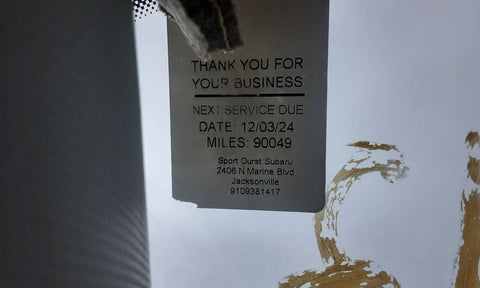 THANK YOU FOR
YOUR BUSINESS
NEXT SERVICE DUE
DATE: 12/03/24
MILES: 90049
Sport Durst Subaru
2406 N Marine Blvd
Jacksonville
9109381417